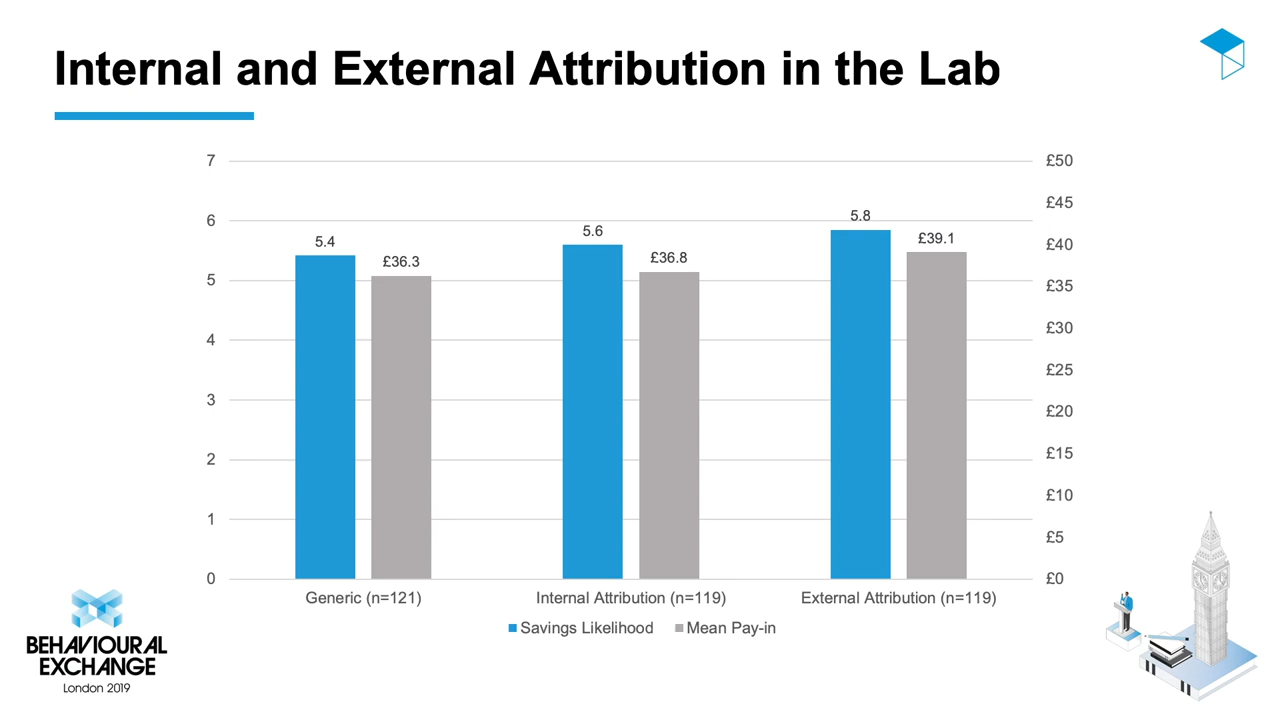 Internal and External Attribution in the Lab
7
6
5
4
3
2
1
0
£50
£45
£40
£35
£30
£25
£20
£15
£10
£5
£0
5.4
£36.3
5.6
£36.8
5.8
£39.1
Generic (n=121)
Internal Attribution (n=119)
External Attribution (n=119)
Savings Likelihood
Mean Pay-in
BEHAVIOURAL
EXCHANGE
London 2019